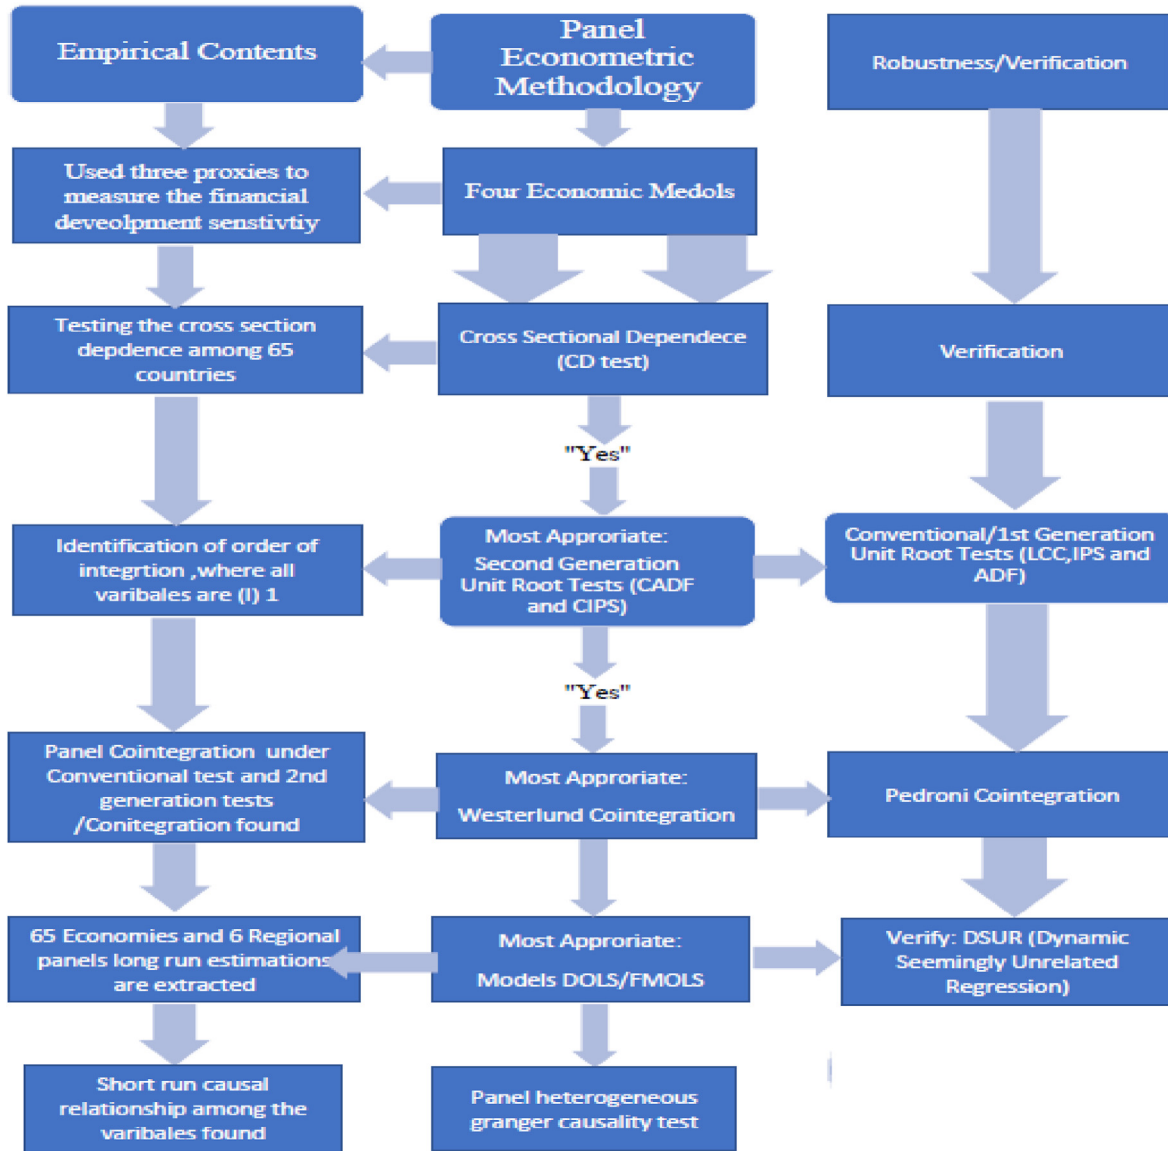 Empirical Contents
Panel
Econometric
Methodology
Robustness/Verification
Used three proxies to
measure the financial
deveolpment senstivtiy
Four Economic Medols
Testing the cross section
depdence among 65
countries
Cross Sectional Dependece
(CD test)
Verification
"Yes"
Identification of order of
integrtion ,where all
varibales are (I) 1
Most Approriate:
Second Generation
Unit Root Tests (CADF
and CIPS)
Conventional/1st Generation
Unit Root Tests (LCC,IPS and
ADF)
"Yes"
Panel Cointegration under
Conventional test and 2nd
generation tests
/Conitegration found
Most Approriate:
Westerlund Cointegration
Pedroni Cointegration
65 Economies and 6 Regional
panels long run estimations
are extracted
Most Approriate:
Models DOLS/FMOLS
Verify: DSUR (Dynamic
Seemingly Unrelated
Regression)
Short run causal
relationship among the
varibales found
Panel heterogeneous
granger causality test